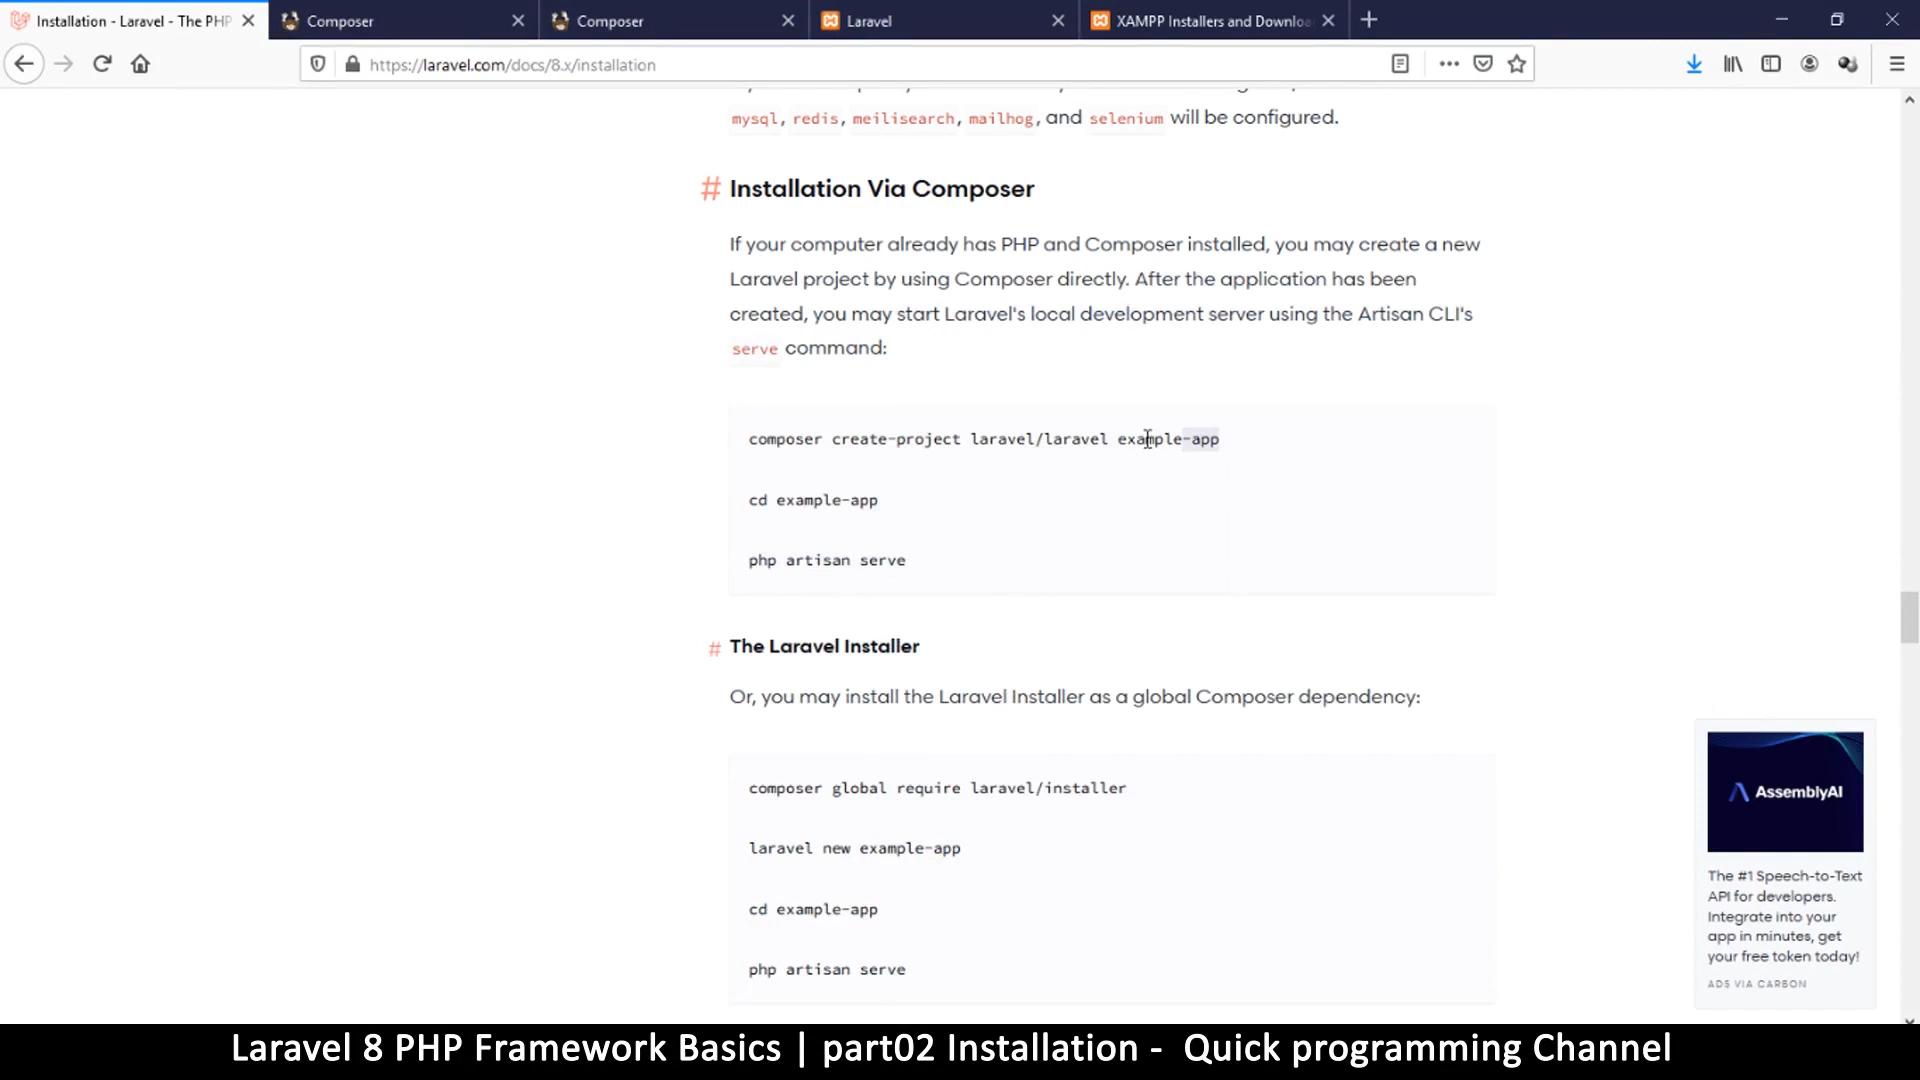 Installation - Laravel - The PHP
Composer
Composer
Laravel
XAMPP Installers and Downloa
https://laravel.com/docs/8.x/installation
mysql, redis, meilisearch, mailhog, and selenium will be configured.
# Installation Via Composer
If your computer already has PHP and Composer installed, you may create a new
Laravel project by using Composer directly. After the application has been
created, you may start Laravel's local development server using the Artisan CLI's
serve command:
composer create-project laravel/laravel example-app
cd example-app
php artisan serve
# The Laravel Installer
Or, you may install the Laravel Installer as a global Composer dependency:
composer global require laravel/installer
laravel new example-app
cd example-app
php artisan serve
AssemblyAI
The #1 Speech-to-Text
API for developers.
Integrate into your
app in minutes, get
your free token today!
ADS VIA CARBON
Laravel 8 PHP Framework Basics | part02 Installation - Quick programming Channel